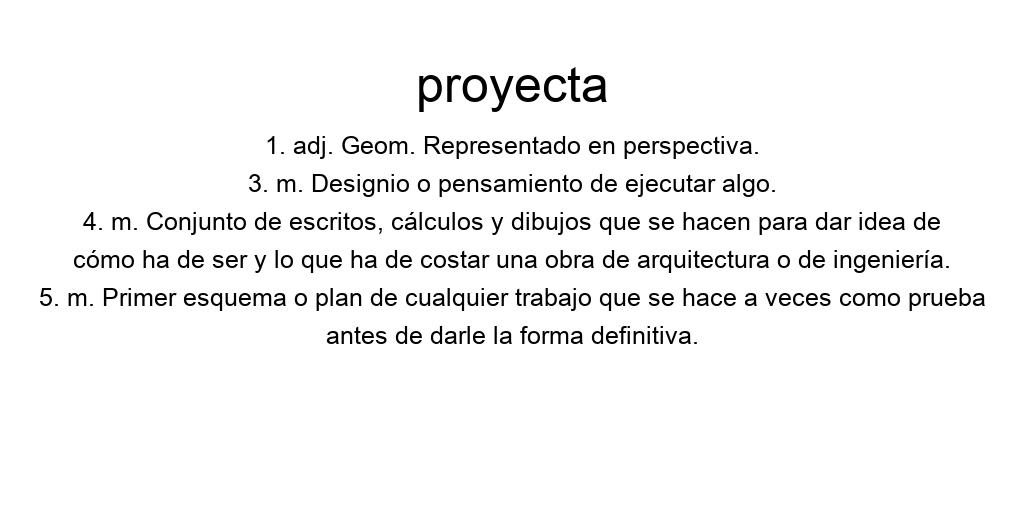 proyecta
1. adj. Geom. Representado en perspectiva.
3. m. Designio o pensamiento de ejecutar algo.
4. m. Conjunto de escritos, cálculos y dibujos que se hacen para dar idea de
cómo ha de ser y lo que ha de costar una obra de arquitectura o de ingeniería.
5. m. Primer esquema o plan de cualquier trabajo que se hace a veces como prueba
antes de darle la forma definitiva.